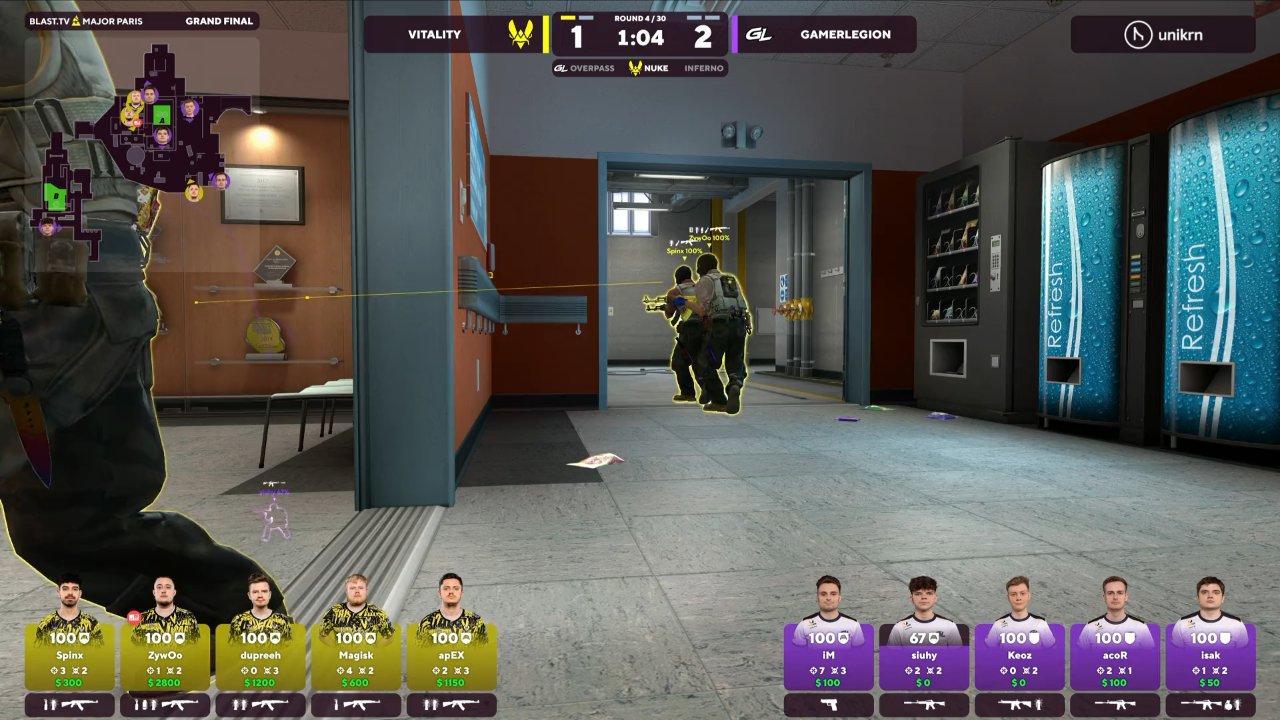 BLAST.TV MAJOR PARIS GRAND FINAL
VITALITY 1 ROUND 4 / 30 1:04 2 GL GAMERLEGION
unikrn
GL OVERPASS NUKE INFERNO
ZywOo 100%
Spinx 100%
Refresh
Refresh
100 100 100 100 100 100 67 100 100 100
Spinx ZywOo dupreeh Magisk apEX iM siuhy Keoz acoR isak
3 2 1 2 0 3 4 2 2 3 7 3 2 2 0 2 2 1 1 2
$300 $2800 $1200 $600 $1150 $100 $0 $0 $100 $50